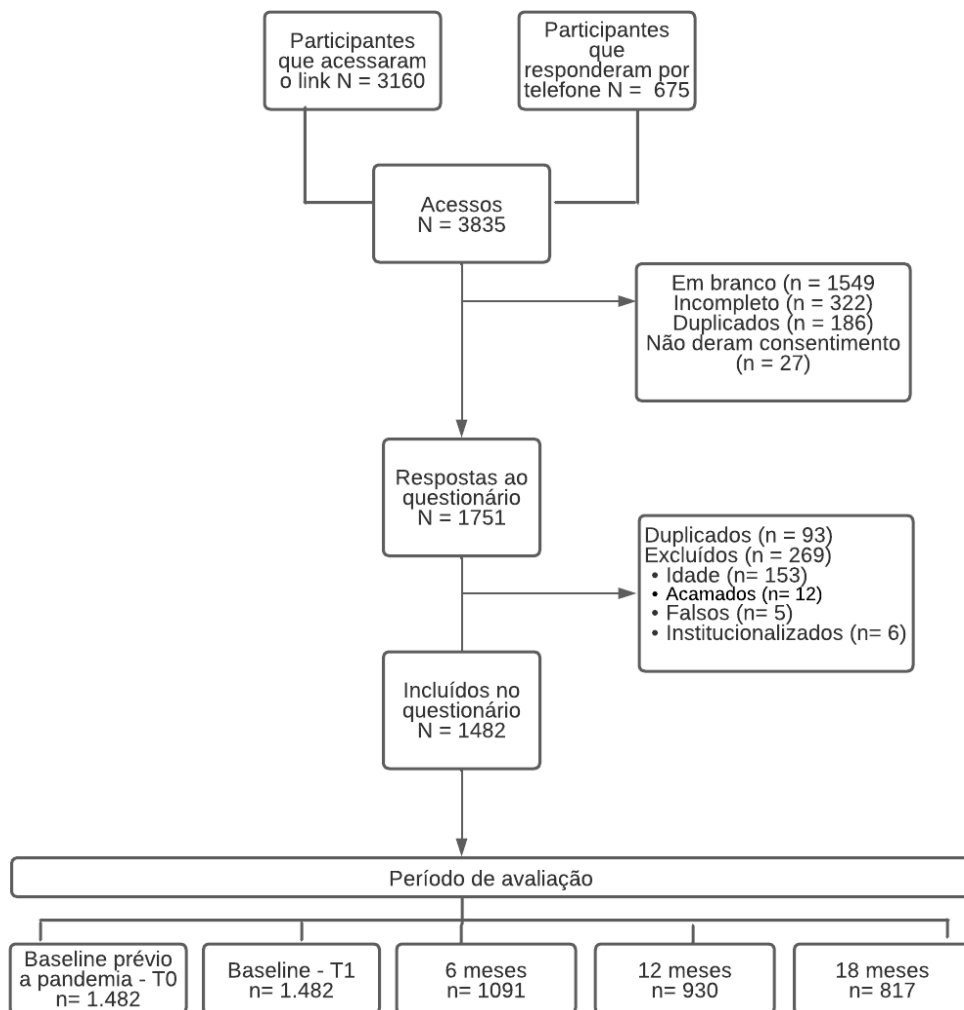 Participantes
que acessaram
o link N = 3160
Participantes
que
responderam por
telefone N = 675
Acessos
N = 3835
Em branco (n = 1549
Incompleto (n = 322)
Duplicados (n = 186)
Não deram consentimento
(n = 27)
Respostas ao
questionário
N = 1751
Duplicados (n = 93)
Excluídos (n = 269)
• Idade (n= 153)
• Acamados (n= 12)
• Falsos (n= 5)
• Institucionalizados (n= 6)
Incluídos no
questionário
N = 1482
Período de avaliação
Baseline prévio
a pandemia - T0
n= 1.482
Baseline - T1
n= 1.482
6 meses
n= 1091
12 meses
n= 930
18 meses
n= 817